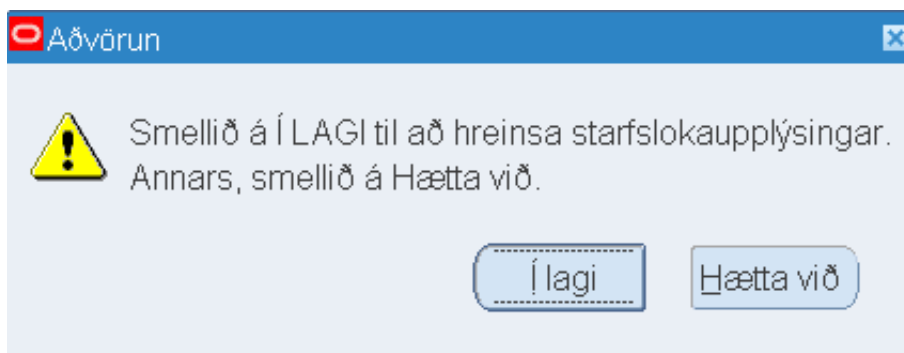 Aðvörun
Smellið á Í LAGI til að hreinsa starfslokaupplýsingar.
Annars, smellið á Hætta við.
Í lagi
Hætta við